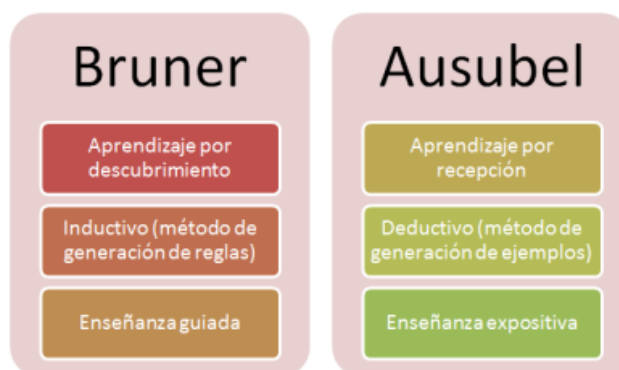 Bruner
Aprendizaje por
descubrimiento
Inductivo (método de
generación de reglas)
Enseñanza guiada
Ausubel
Aprendizaje por
recepción
Deductivo (método de
generación de ejemplos)
Enseñanza expositiva